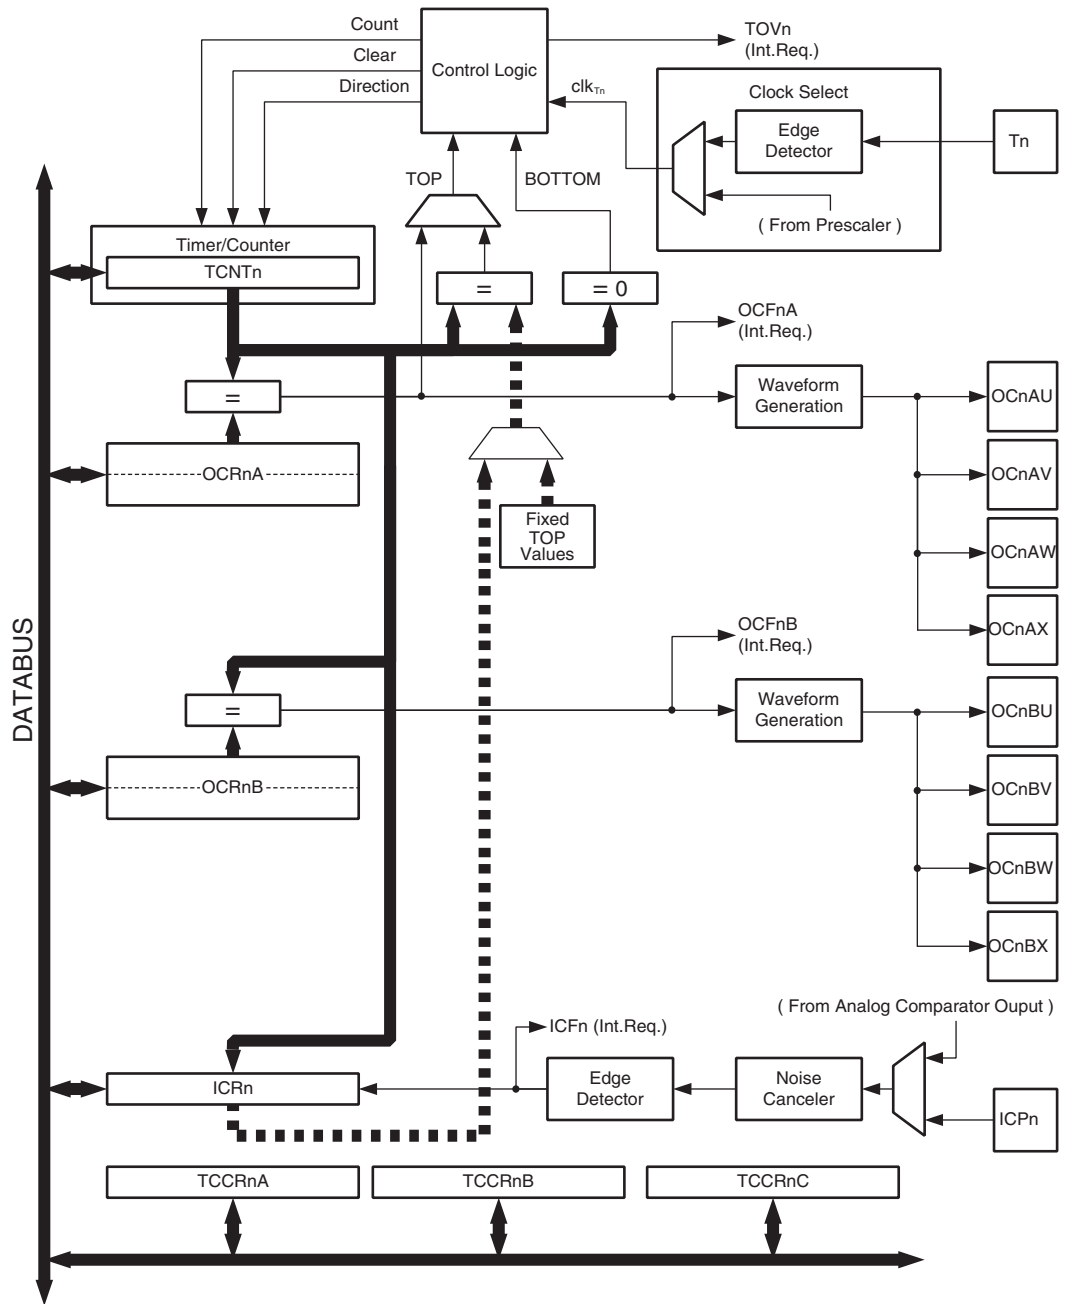 Count
TOVn
(Int.Req.)
Clear
Control Logic
Direction
clkTn
Clock Select
Edge
Detector
Tn
TOP
BOTTOM
( From Prescaler )
Timer/Counter
TCNTn
=
= 0
OCFnA
(Int.Req.)
=
Waveform
Generation
OCnAU
OCRnA
OCnAV
Fixed
TOP
Values
OCnAW
OCnAX
DATABUS
OCFnB
(Int.Req.)
=
Waveform
Generation
OCnBU
OCRnB
OCnBV
OCnBW
OCnBX
( From Analog Comparator Ouput )
ICFn (Int.Req.)
ICRn
Edge
Detector
Noise
Canceler
ICPn
TCCRnA
TCCRnB
TCCRnC